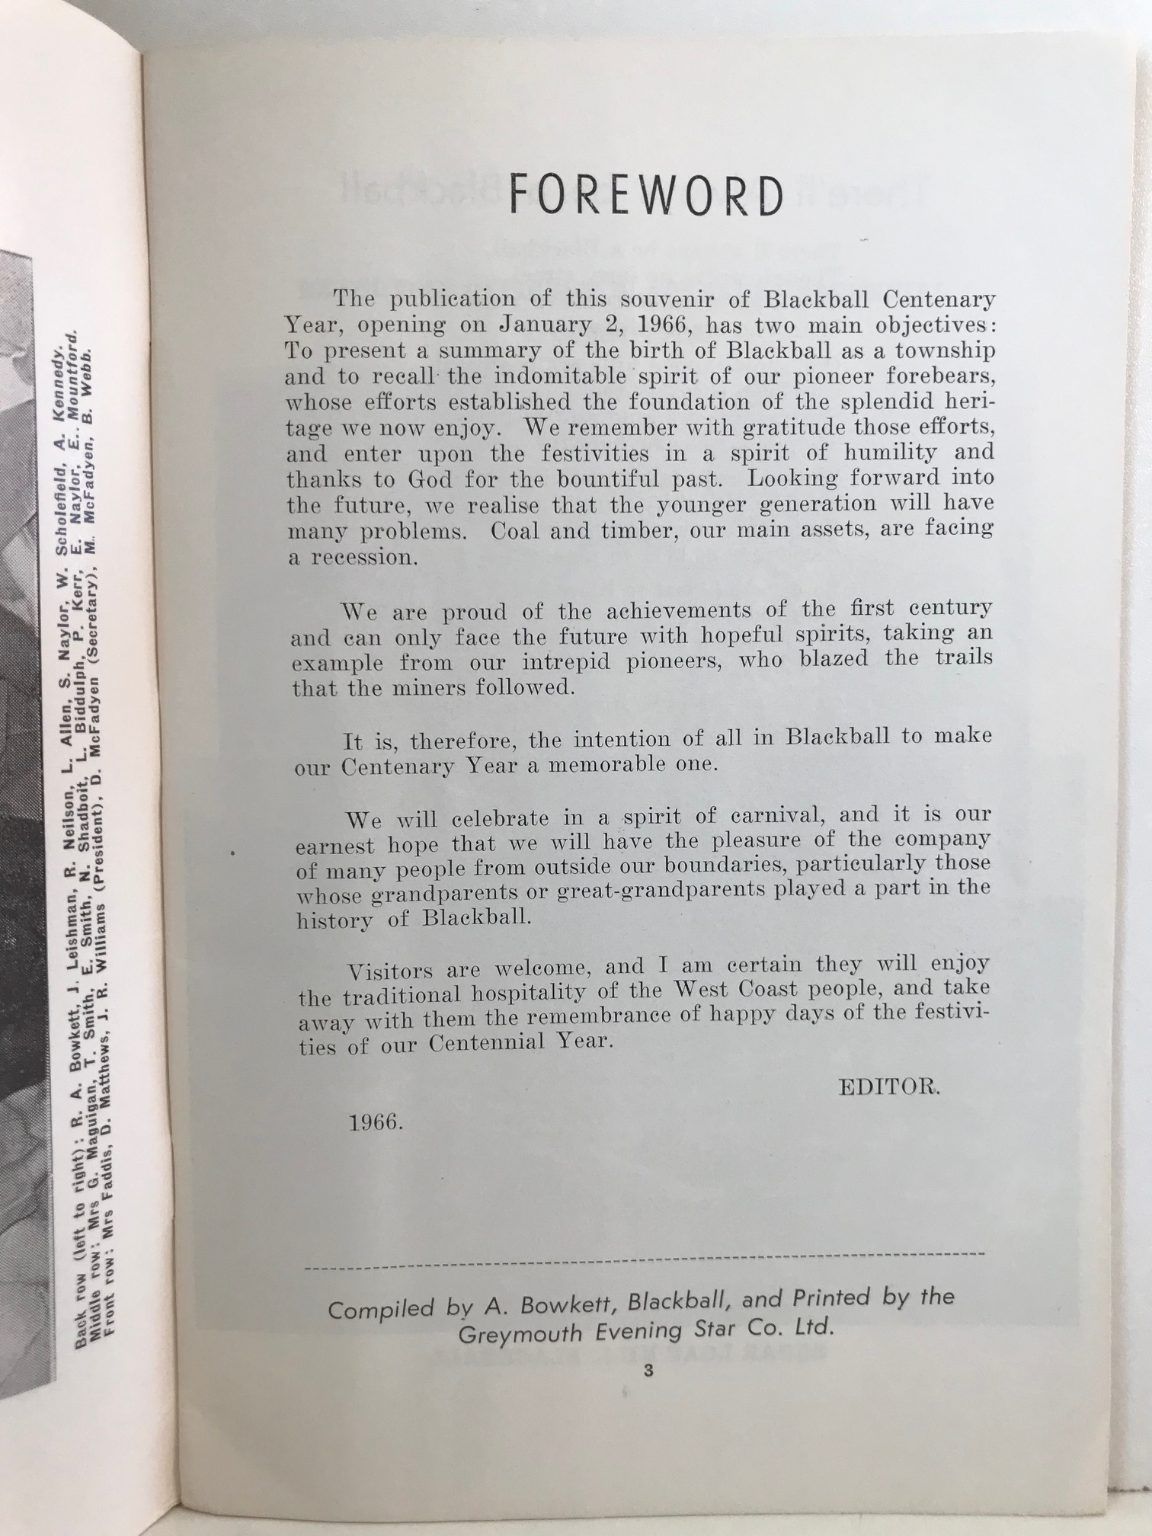 Back row (left to right): R. A. Bowkett, J. Leishman, R. Neilson, L. Allen, S. Naylor, W. Scholefield, A. Kennedy.
Middle row: Mrs G. Maguigan, T. Smith, E. Smith, N. Shadbolt, L. Biddulph, P. Kerr, E. Naylor, E. Mountford.
Front row: Mrs Faddis, D. Matthews, J. R. Williams (President), D. McFadyen (Secretary), M. McFadyen, B. Webb.
FOREWORD
The publication of this souvenir of Blackball Centenary
Year, opening on January 2, 1966, has two main objectives:
To present a summary of the birth of Blackball as a township
and to recall the indomitable spirit of our pioneer forebears,
whose efforts established the foundation of the splendid heri-
tage we now enjoy. We remember with gratitude those efforts,
and enter upon the festivities in a spirit of humility and
thanks to God for the bountiful past. Looking forward into
the future, we realise that the younger generation will have
many problems. Coal and timber, our main assets, are facing
a recession.
We are proud of the achievements of the first century
and can only face the future with hopeful spirits, taking an
example from our intrepid pioneers, who blazed the trails
that the miners followed.
It is, therefore, the intention of all in Blackball to make
our Centenary Year a memorable one.
We will celebrate in a spirit of carnival, and it is our
earnest hope that we will have the pleasure of the company
of many people from outside our boundaries, particularly those
whose grandparents or great-grandparents played a part in the
history of Blackball.
Visitors are welcome, and I am certain they will enjoy
the traditional hospitality of the West Coast people, and take
away with them the remembrance of happy days of the festivi-
ties of our Centennial Year.
EDITOR.
1966.
Compiled by A. Bowkett, Blackball, and Printed by the
Greymouth Evening Star Co. Ltd.
3